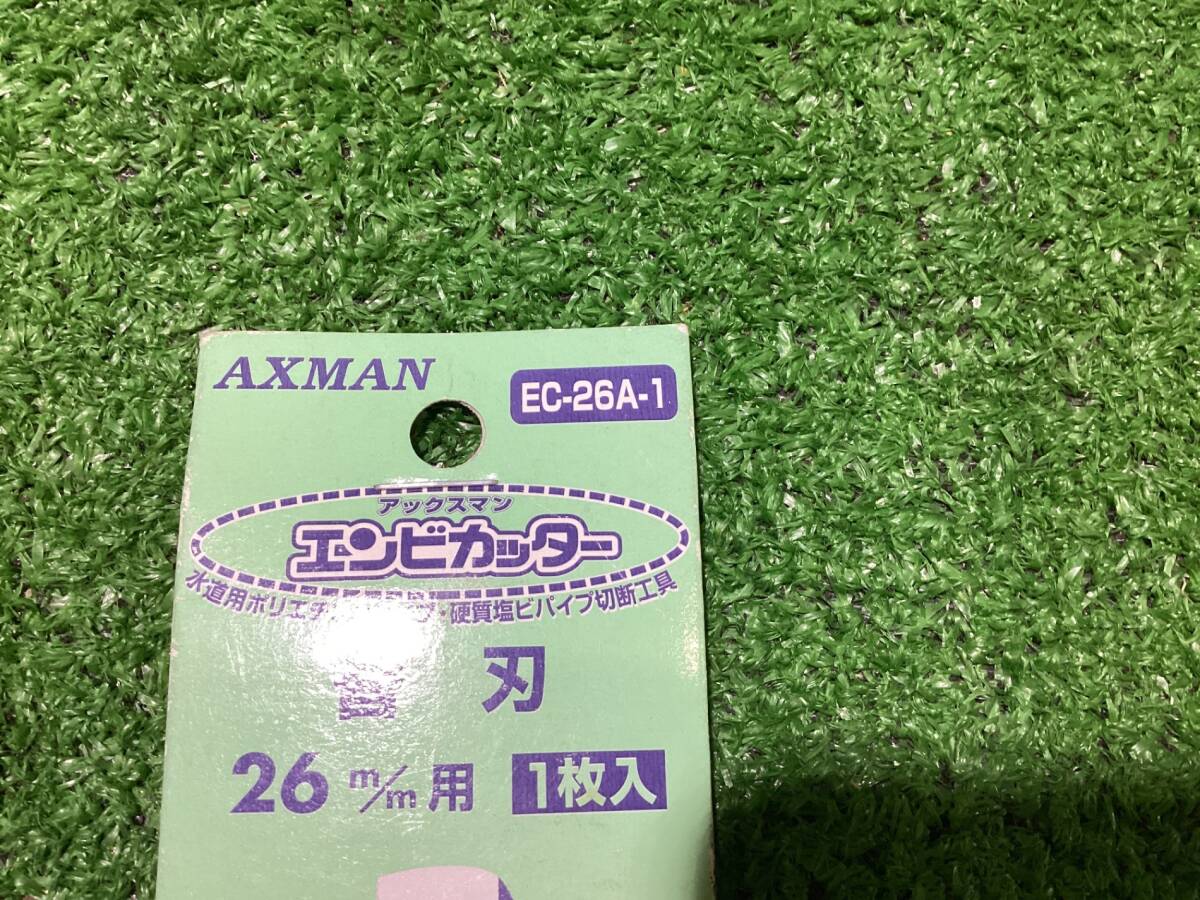 AXMAN
EC-26A-1
アックスマン
エンビカッター
水道用ポリエチ・硬質塩ビパイプ切断工具
替刃
26 m/m用
1枚入